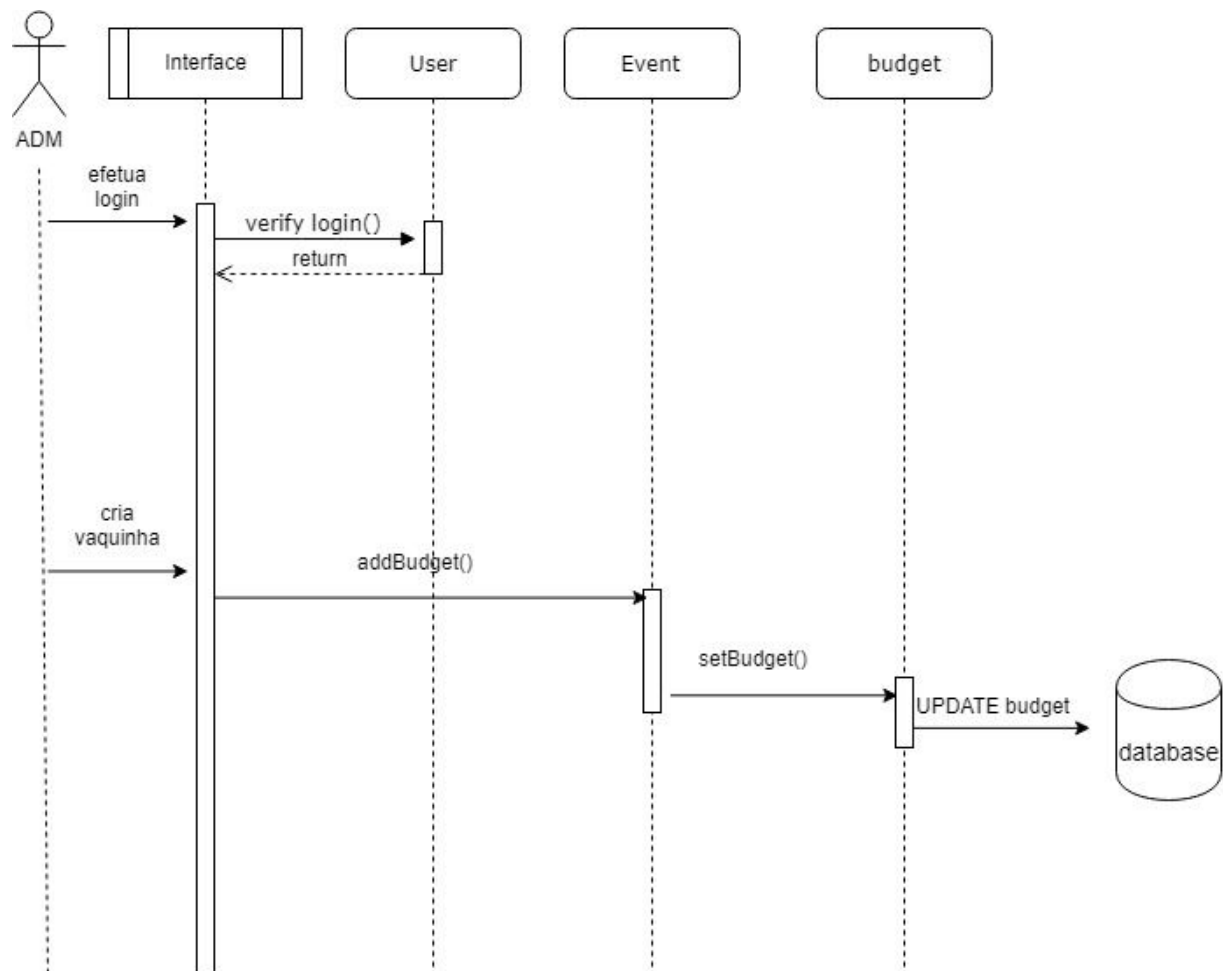 Interface
User
Event
budget
ADM
efetua
login
verify login()
return
cria
vaquinha
addBudget()
setBudget()
UPDATE budget
database